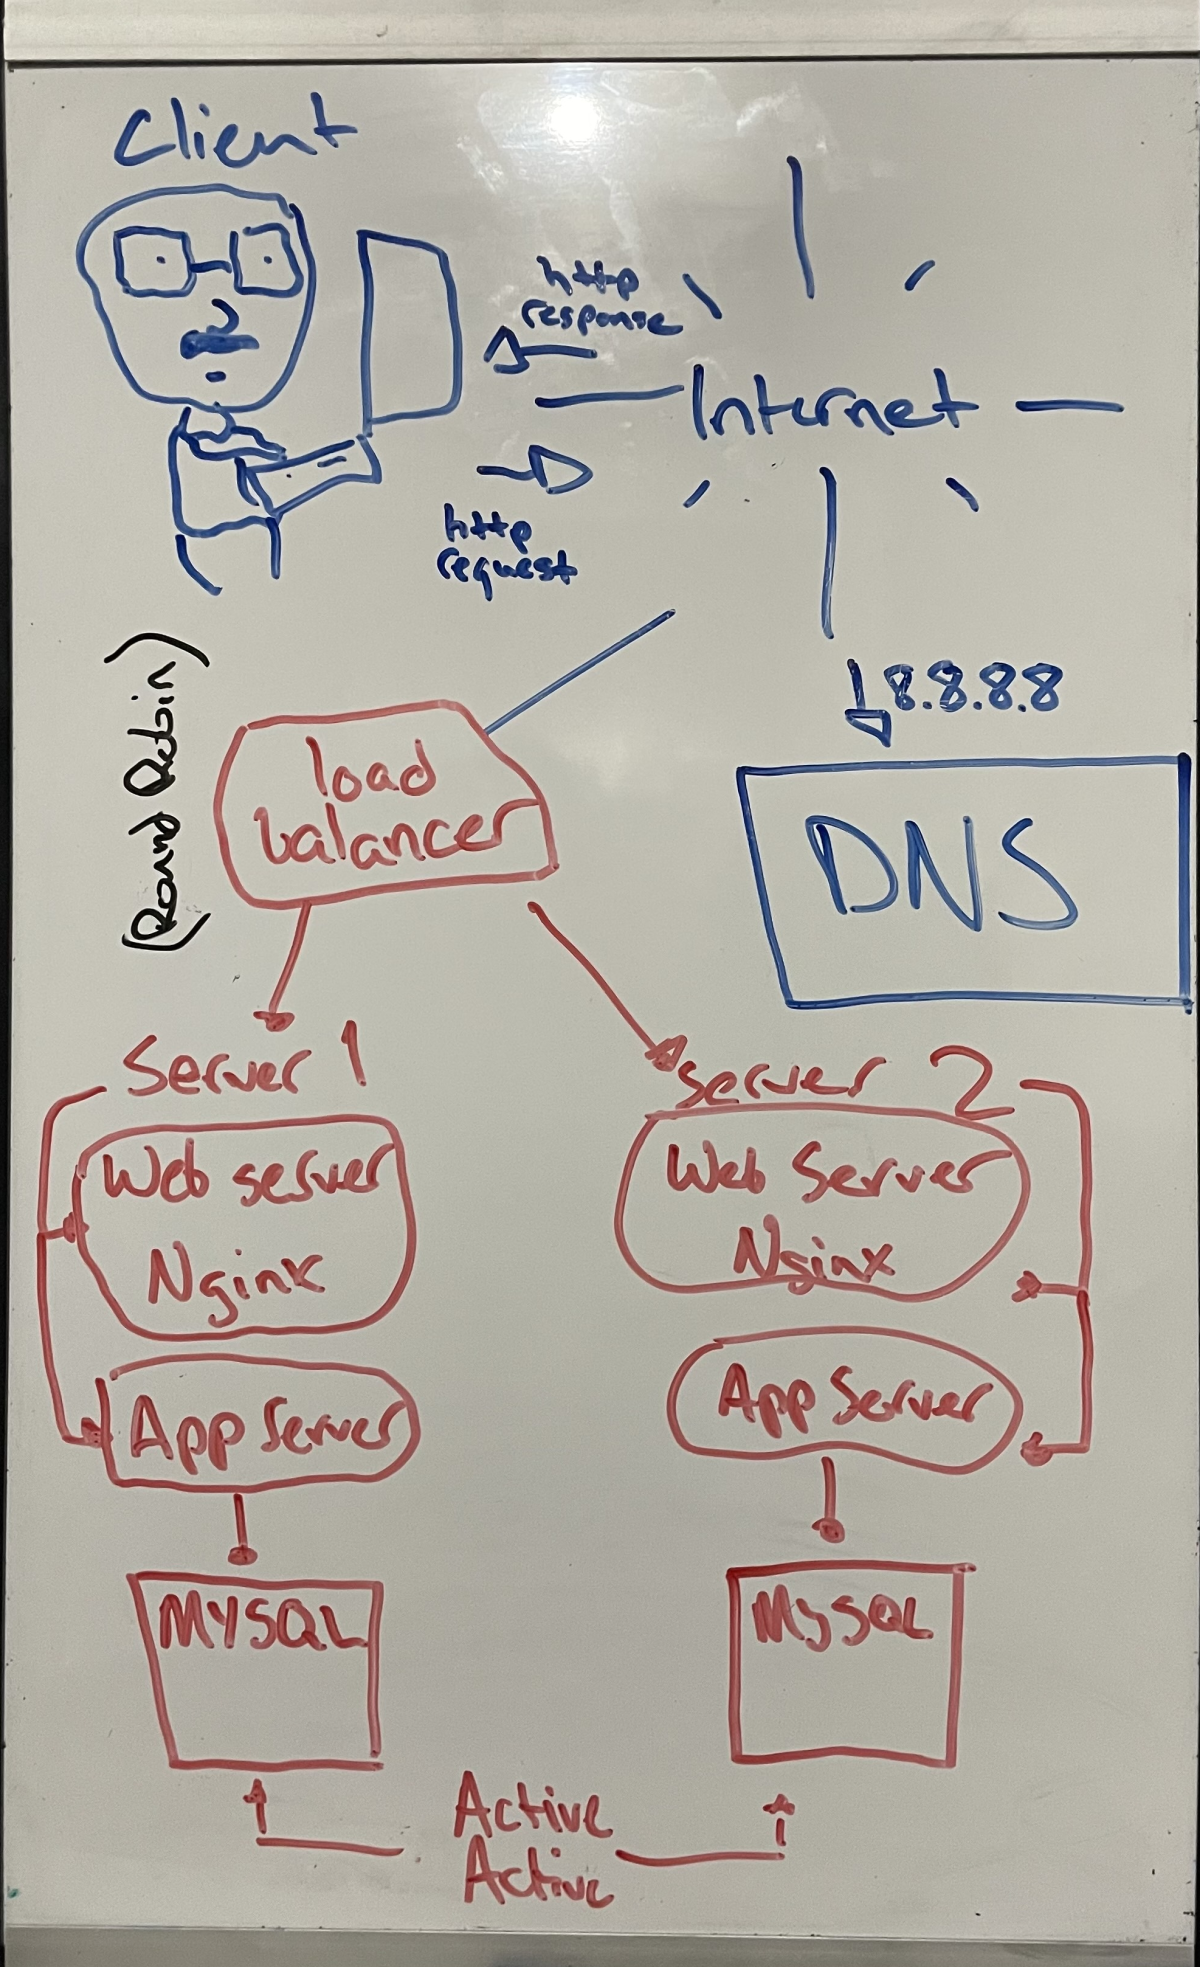 Client
http
response
Internet
http
request
8.8.8.8
(Round Robin)
load
balancer
DNS
Server 1
Server 2
Web server
Nginx
Web Server
Nginx
App Server
App Server
MYSQL
MySQL
Active
Active